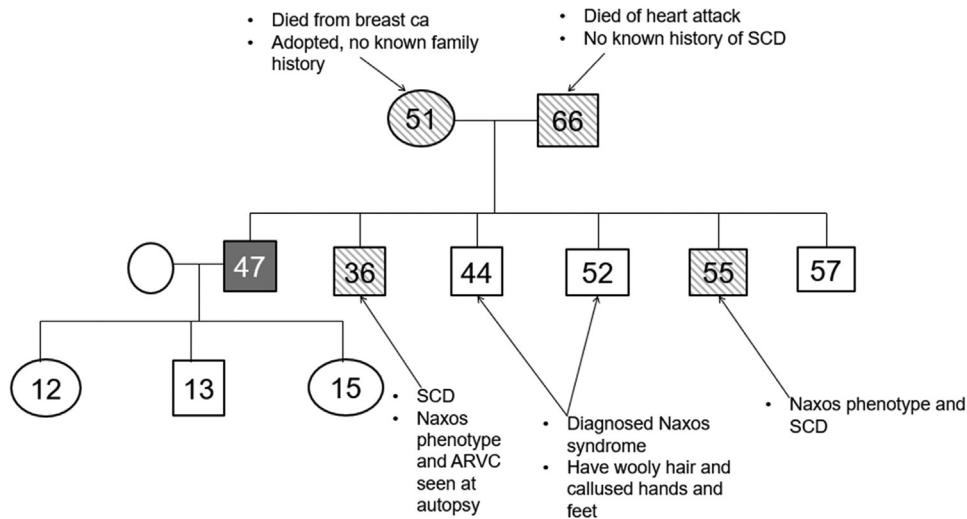 • Died from breast ca
• Adopted, no known family
history
• Died of heart attack
• No known history of SCD
51
66
47
36
44
52
55
57
12
13
15
• SCD
• Naxos
phenotype
and ARVC
seen at
autopsy
• Diagnosed Naxos
syndrome
• Have wooly hair and
callused hands and
feet
• Naxos phenotype and
SCD